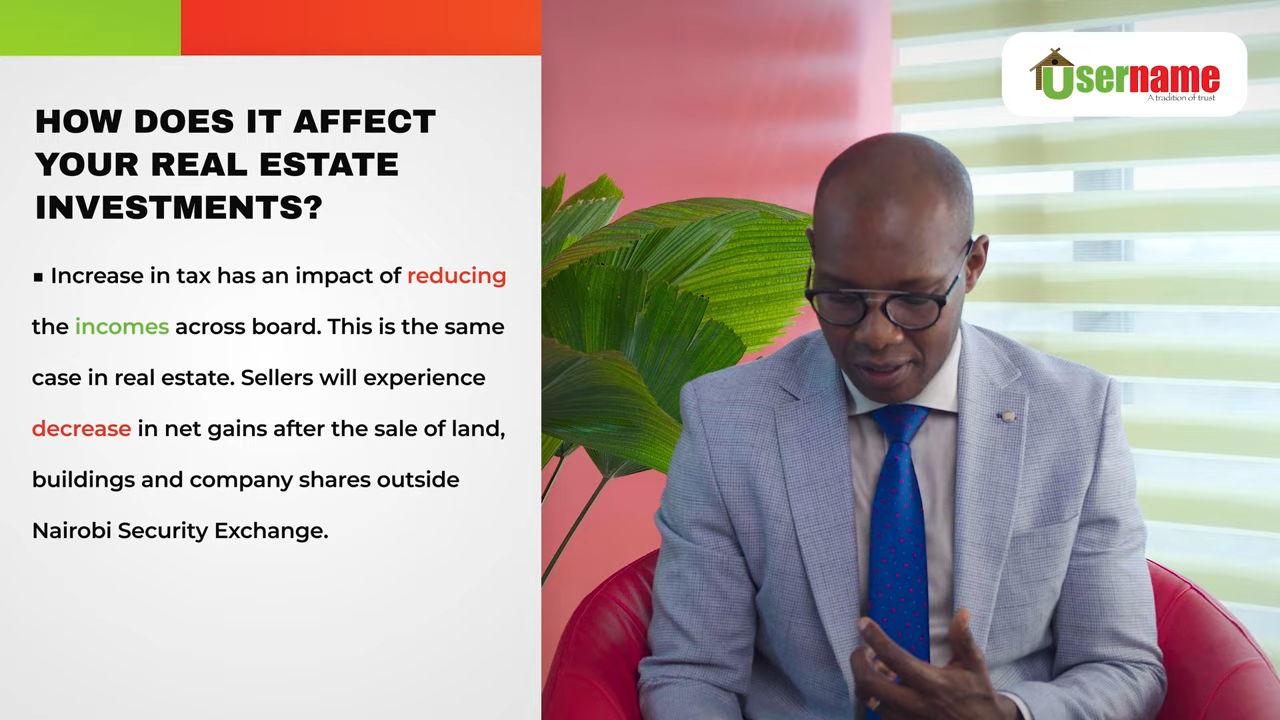 HOW DOES IT AFFECT
YOUR REAL ESTATE
INVESTMENTS?
▪ Increase in tax has an impact of reducing
the incomes across board. This is the same
case in real estate. Sellers will experience
decrease in net gains after the sale of land,
buildings and company shares outside
Nairobi Security Exchange.
Username
A tradition of trust